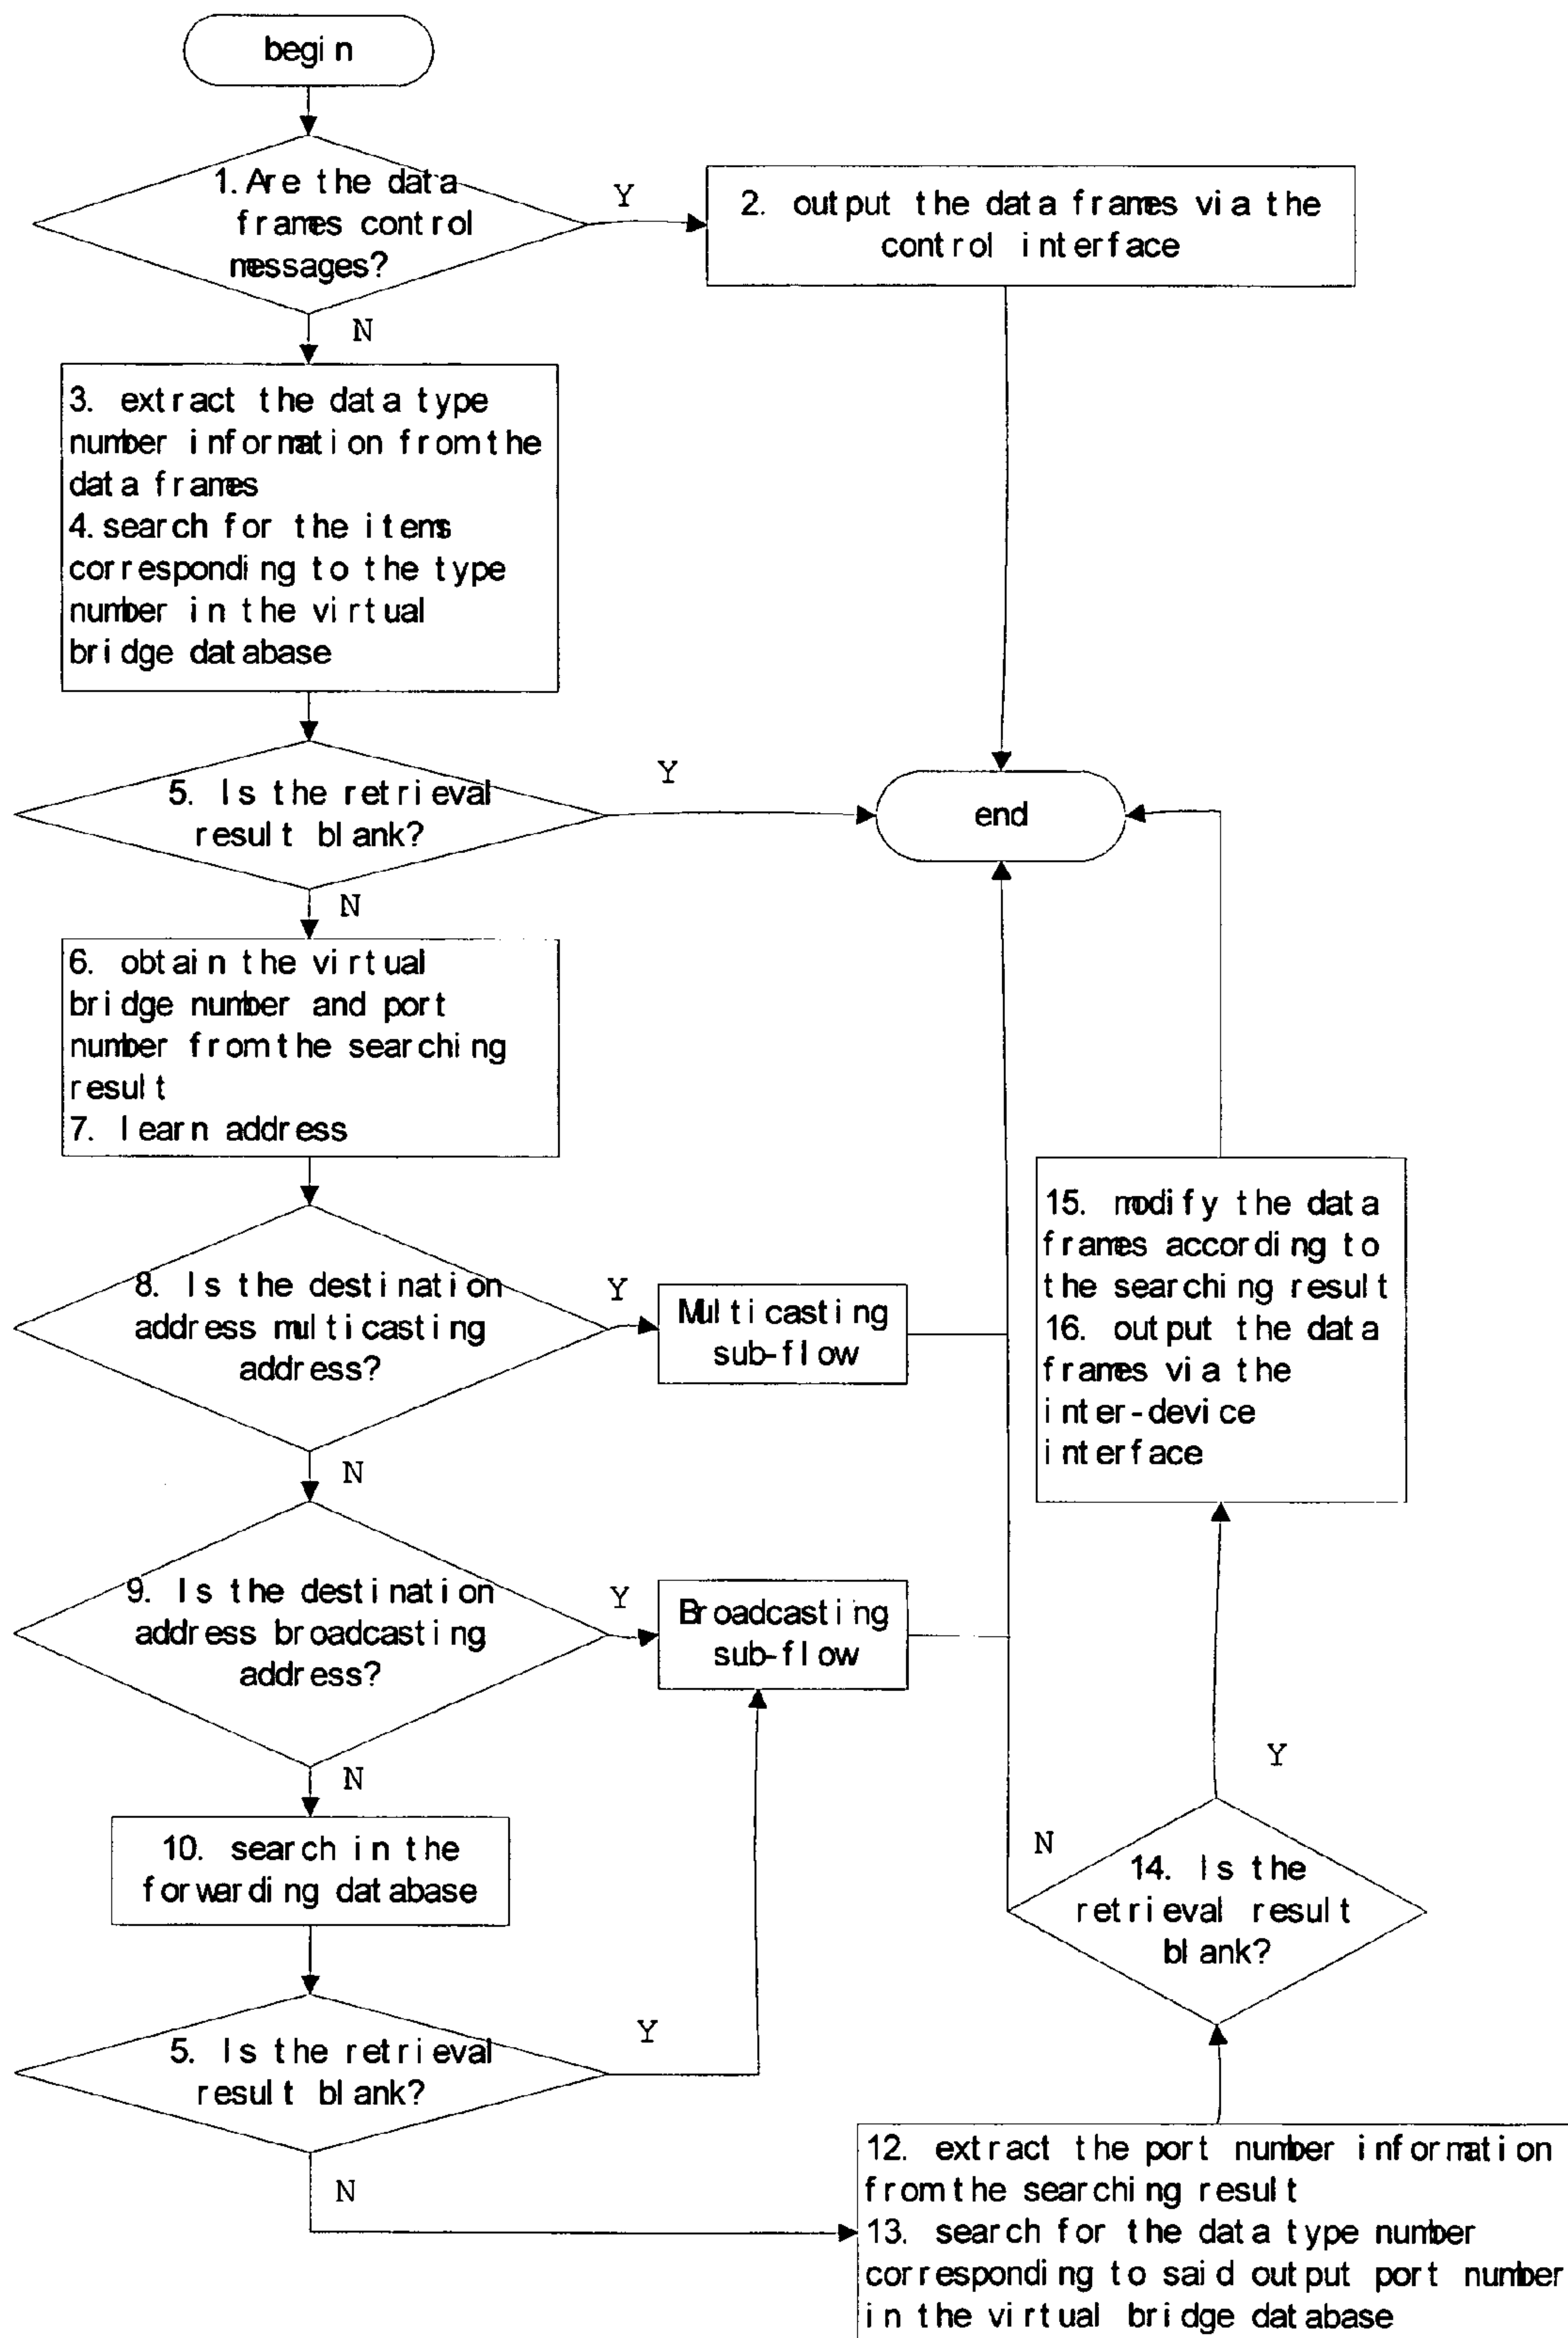 begin
1. Are the data
frames control
messages?
Y
2. output the data frames via the
control interface
N
3. extract the data type
number information from the
data frames
4. search for the items
corresponding to the type
number in the virtual
bridge database
5. Is the retrieval
result blank?
Y
end
N
6. obtain the virtual
bridge number and port
number from the searching
result
7. learn address
8. Is the destination
address multicasting
address?
Y
Multicasting
sub-flow
15. modify the data
frames according to
the searching result
16. output the data
frames via the
inter-device
interface
N
9. Is the destination
address broadcasting
address?
Y
Broadcasting
sub-flow
N
10. search in the
forwarding database
Y
N
14. Is the
retrieval result
blank?
5. Is the retrieval
result blank?
Y
N
12. extract the port number information
from the searching result
13. search for the data type number
corresponding to said output port number
in the virtual bridge database